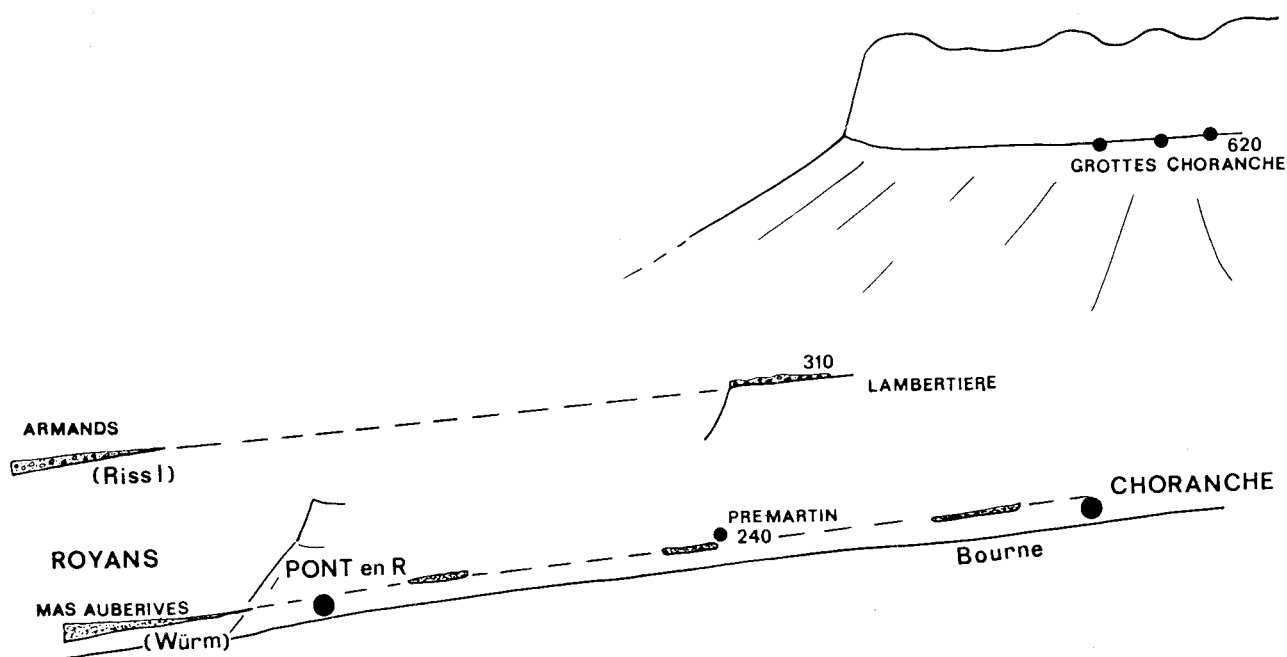 620
GROTTES CHORANCHE
310
LAMBERTIERE
ARMANDS
(Riss I)
CHORANCHE
PREMARTIN
240
Bourne
ROYANS
PONT en R
MAS AUBERIVES
(Würm)